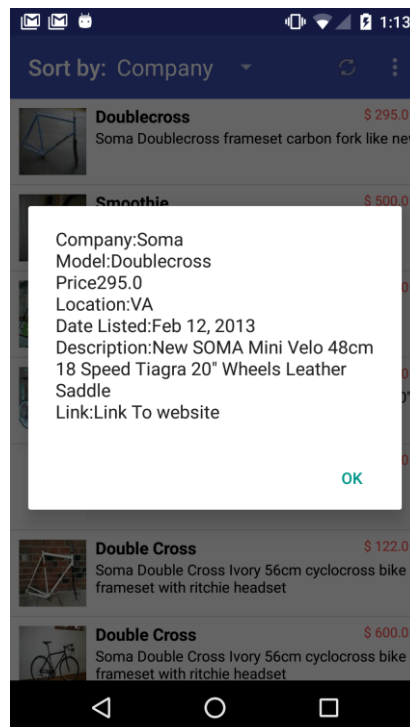 1:13
Sort by: Company
Doublecross
$ 295.0
Soma Doublecross frameset carbon fork like ne
Smoothie
$ 500.0
Company:Soma
Model:Doublecross
Price295.0
Location:VA
Date Listed:Feb 12, 2013
Description:New SOMA Mini Velo 48cm
18 Speed Tiagra 20" Wheels Leather
Saddle
Link:Link To website
OK
Double Cross
$ 122.0
Soma Double Cross Ivory 56cm cyclocross bike
frameset with ritchie headset
Double Cross
$ 600.0
Soma Double Cross Ivory 56cm cyclocross bike
frameset with ritchie headset